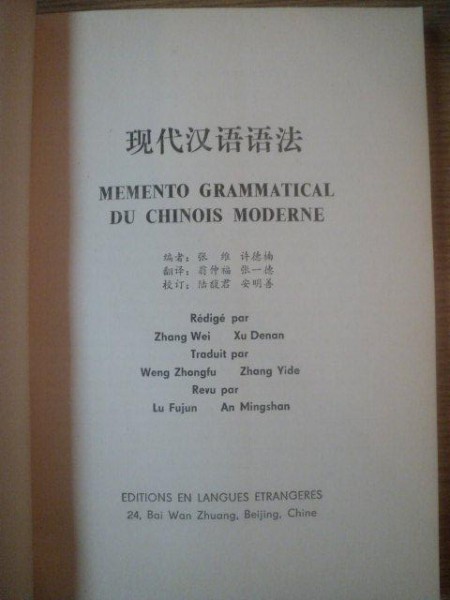 现代汉语语法
MEMENTO GRAMMATICAL
DU CHINOIS MODERNE
编者：张 维 许德楠
翻译：翁仲福 张一德
校订：陆馥君 安明善
Rédigé par
Zhang Wei Xu Denan
Traduit par
Weng Zhongfu Zhang Yide
Revu par
Lu Fujun An Mingshan
EDITIONS EN LANGUES ETRANGERES
24, Bai Wan Zhuang, Beijing, Chine